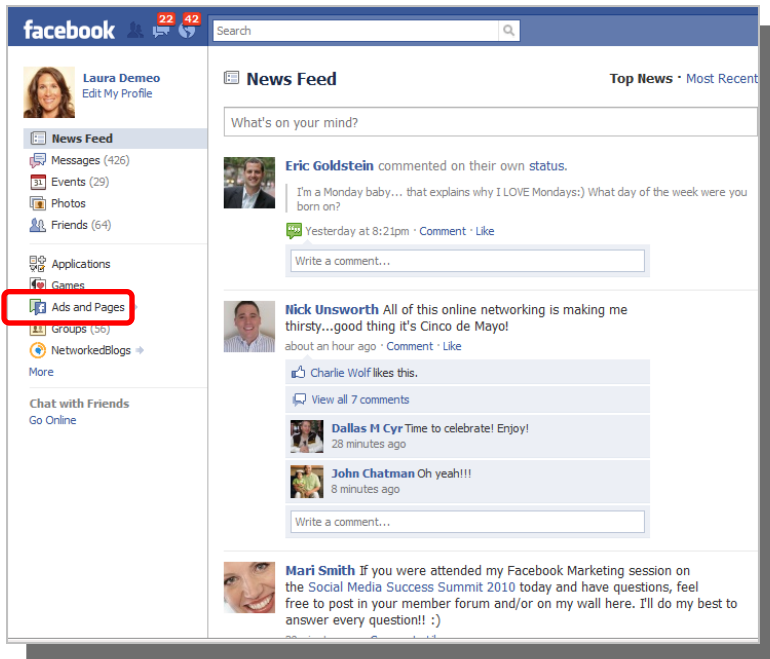 facebook
22
42
Search
Laura Demeo
Edit My Profile
News Feed
Messages (426)
31 Events (29)
Photos
Friends (64)
Applications
Games
Ads and Pages
Groups (56)
NetworkedBlogs
More
Chat with Friends
Go Online
News Feed
Top News · Most Recent
What's on your mind?
Eric Goldstein commented on their own status.
I'm a Monday baby... that explains why I LOVE Mondays:) What day of the week were you
born on?
Yesterday at 8:21pm · Comment · Like
Write a comment...
Nick Unsworth All of this online networking is making me
thirsty...good thing it's Cinco de Mayo!
about an hour ago · Comment · Like
Charlie Wolf likes this.
View all 7 comments
Dallas M Cyr Time to celebrate! Enjoy!
28 minutes ago
John Chatman Oh yeah!!!
8 minutes ago
Write a comment...
Mari Smith If you were attended my Facebook Marketing session on
the Social Media Success Summit 2010 today and have questions, feel
free to post in your member forum and/or on my wall here. I'll do my best to
answer every question!! :)